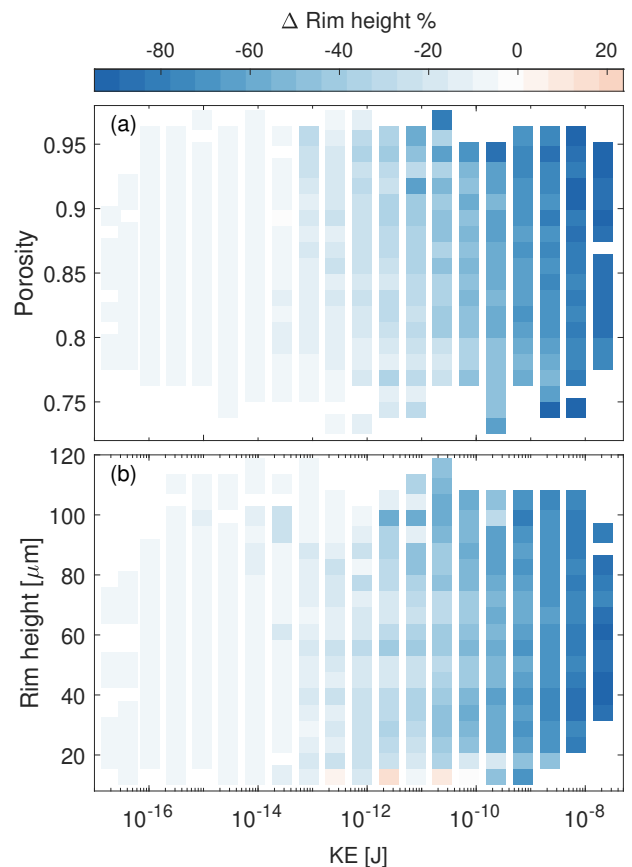 Δ Rim height %
-80 -60 -40 -20 0 20
(a)
0.95
0.9
0.85
0.8
0.75
Porosity
(b)
120
100
80
60
40
20
Rim height [μm]
10⁻¹⁶ 10⁻¹⁴ 10⁻¹² 10⁻¹⁰ 10⁻⁸
KE [J]